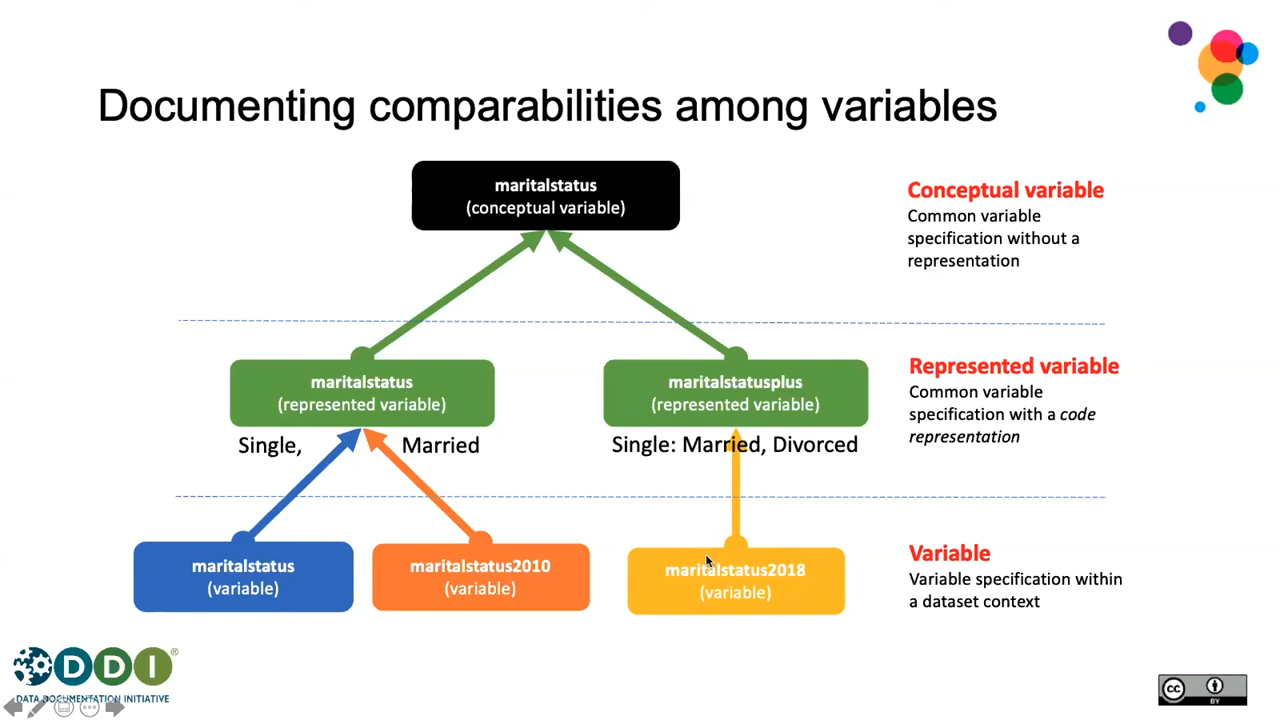 Documenting comparabilities among variables
maritalstatus
(conceptual variable)
Conceptual variable
Common variable
specification without a
representation
maritalstatus
(represented variable)
maritalstatusplus
(represented variable)
Represented variable
Common variable
specification with a code
representation
Single, Married
Single: Married, Divorced
maritalstatus
(variable)
maritalstatus2010
(variable)
maritalstatus2018
(variable)
Variable
Variable specification within
a dataset context
DDI®
DATA DOCUMENTATION INITIATIVE
cc
BY